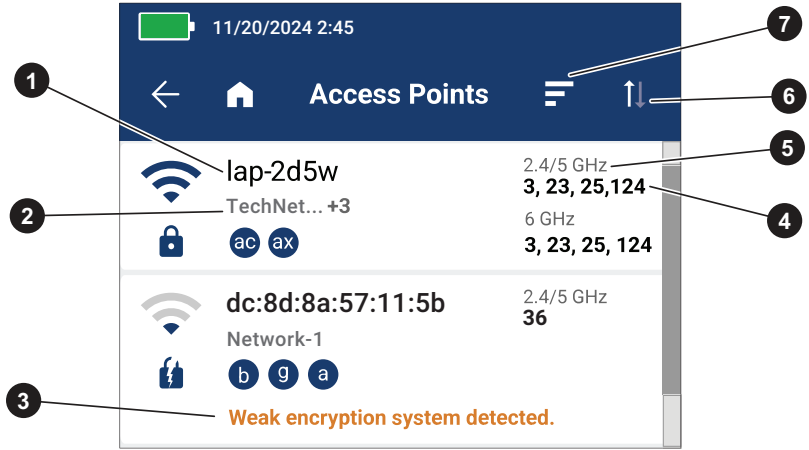 11/20/2024 2:45
7
Access Points
6
1
lap-2d5w
2.4/5 GHz
5
3, 23, 25,124
4
2
TechNet... +3
6 GHz
ac ax
3, 23, 25, 124
dc:8d:8a:57:11:5b
2.4/5 GHz
36
Network-1
b g a
3
Weak encryption system detected.